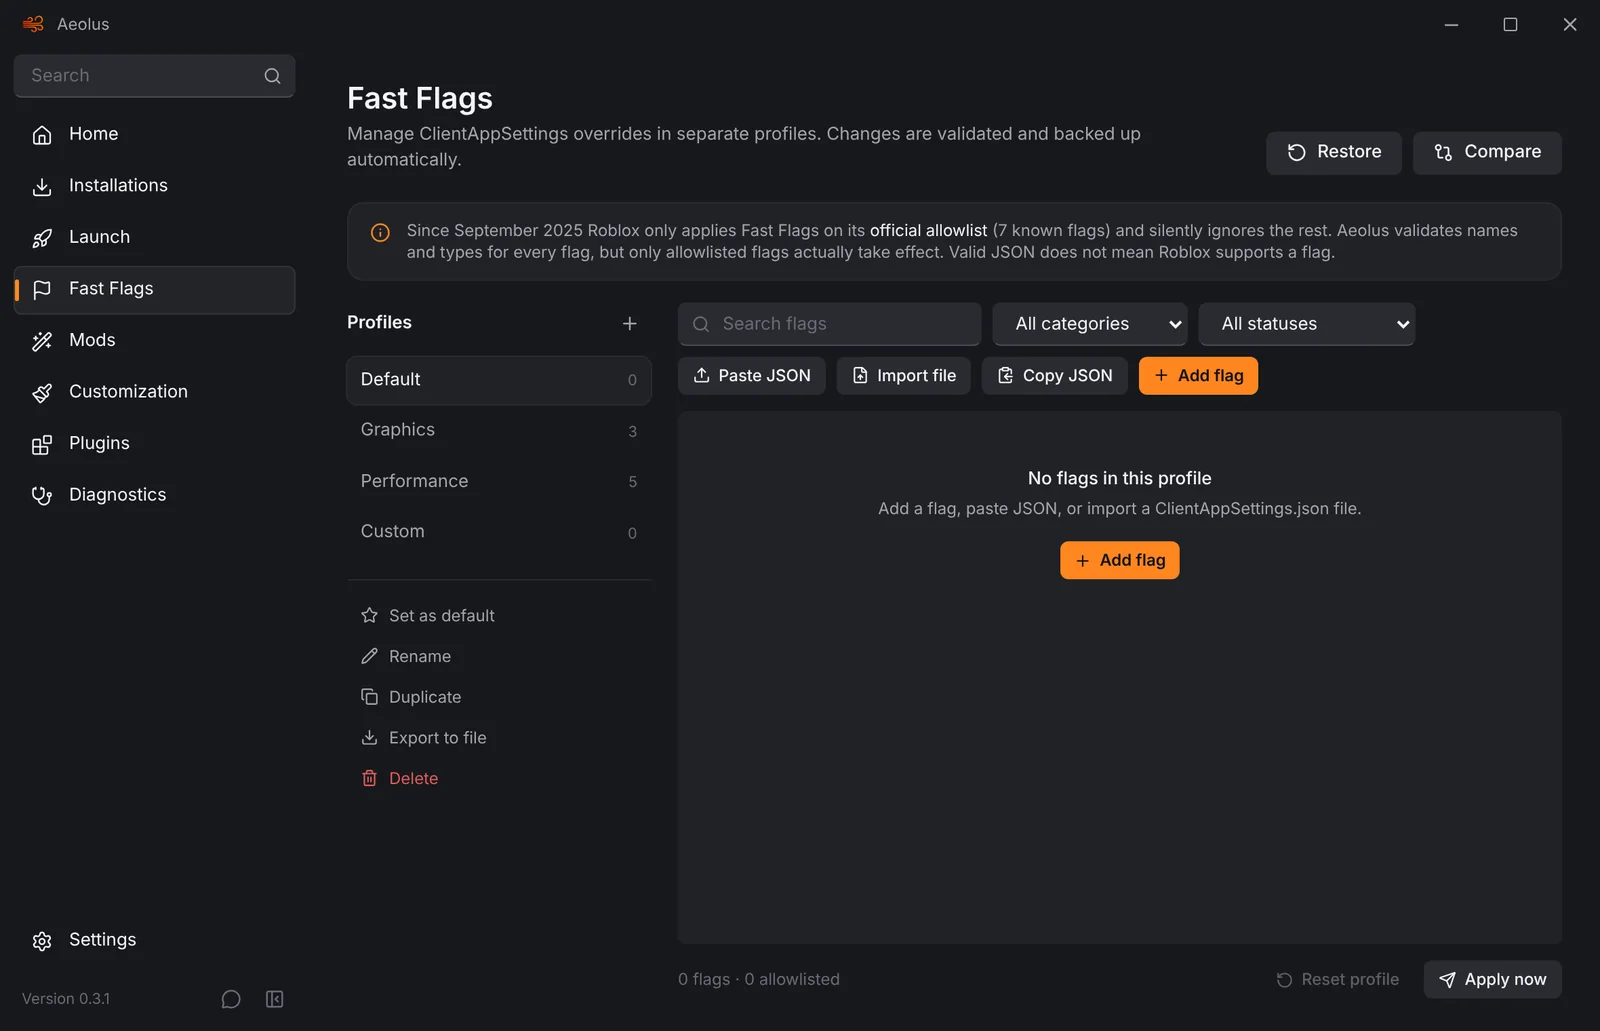 Aeolus
Search
Home
Installations
Launch
Fast Flags
Mods
Customization
Plugins
Diagnostics
Settings
Version 0.3.1
Fast Flags
Manage ClientAppSettings overrides in separate profiles. Changes are validated and backed up
automatically.
Restore
Compare
Since September 2025 Roblox only applies Fast Flags on its official allowlist (7 known flags) and silently ignores the rest. Aeolus validates names
and types for every flag, but only allowlisted flags actually take effect. Valid JSON does not mean Roblox supports a flag.
Profiles
Default 0
Graphics 3
Performance 5
Custom 0
Set as default
Rename
Duplicate
Export to file
Delete
Search flags
All categories
All statuses
Paste JSON
Import file
Copy JSON
Add flag
No flags in this profile
Add a flag, paste JSON, or import a ClientAppSettings.json file.
Add flag
0 flags · 0 allowlisted
Reset profile
Apply now